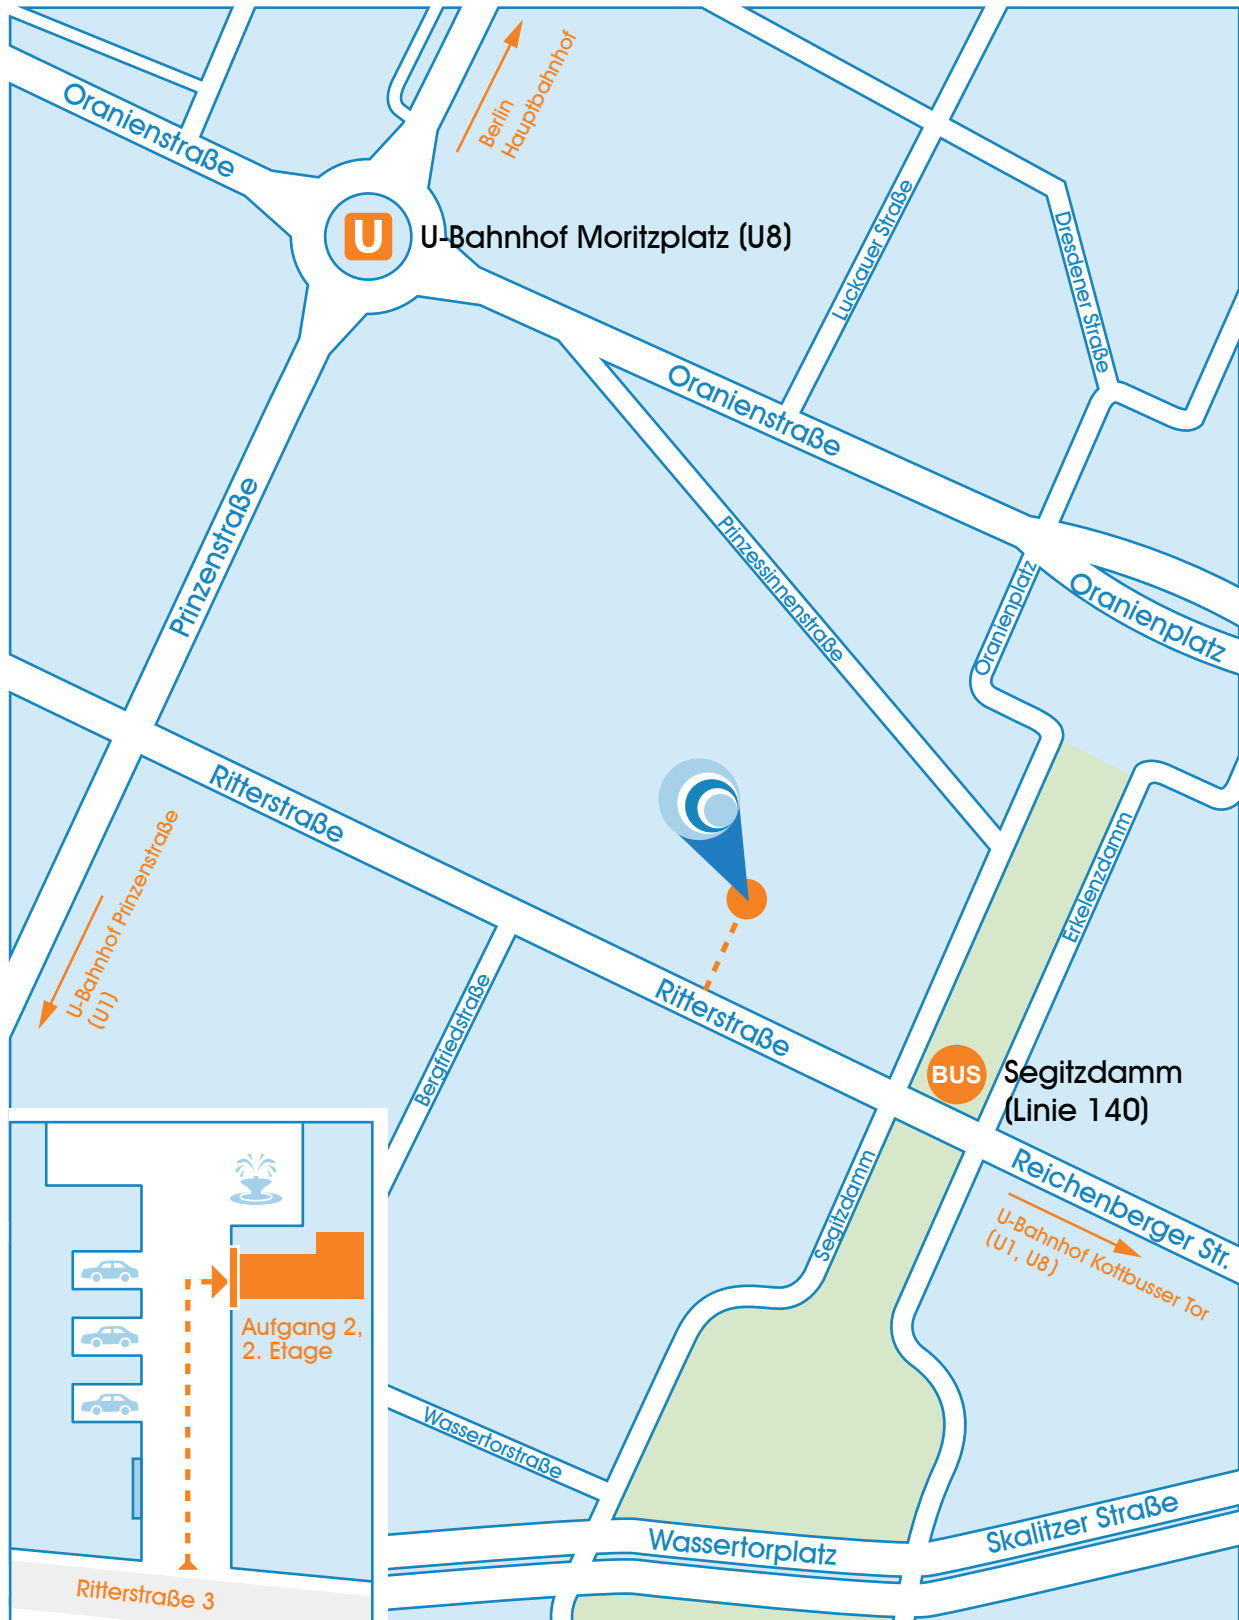 Oranienstraße
Berlin
Hauptbahnhof
U
U-Bahnhof Moritzplatz (U8)
Luckauer Straße
Dresdener Straße
Oranienstraße
Prinzenstraße
Prinzessinnenstraße
Oranienplatz
Oranienplatz
Ritterstraße
U-Bahnhof Prinzenstraße
(U1)
Erkelenzdamm
Bergfriedstraße
Ritterstraße
BUS
Segitzdamm
(Linie 140)
Segitzdamm
Reichenberger Str.
U-Bahnhof Kottbusser Tor
(U1, U8)
Aufgang 2,
2. Etage
Wassertorstraße
Wassertorplatz
Skalitzer Straße
Ritterstraße 3